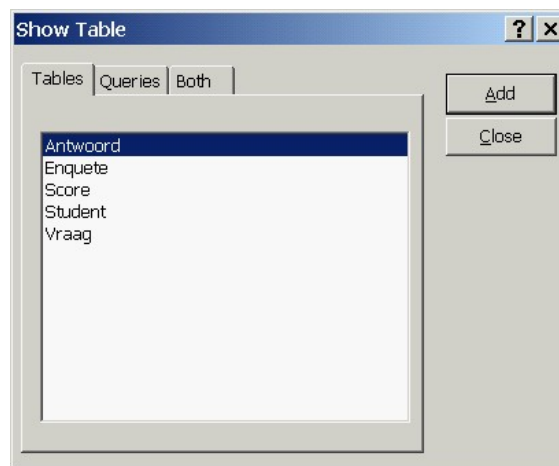 Show Table
Tables Queries Both
Add
Close
Antwoord
Enquete
Score
Student
Vraag